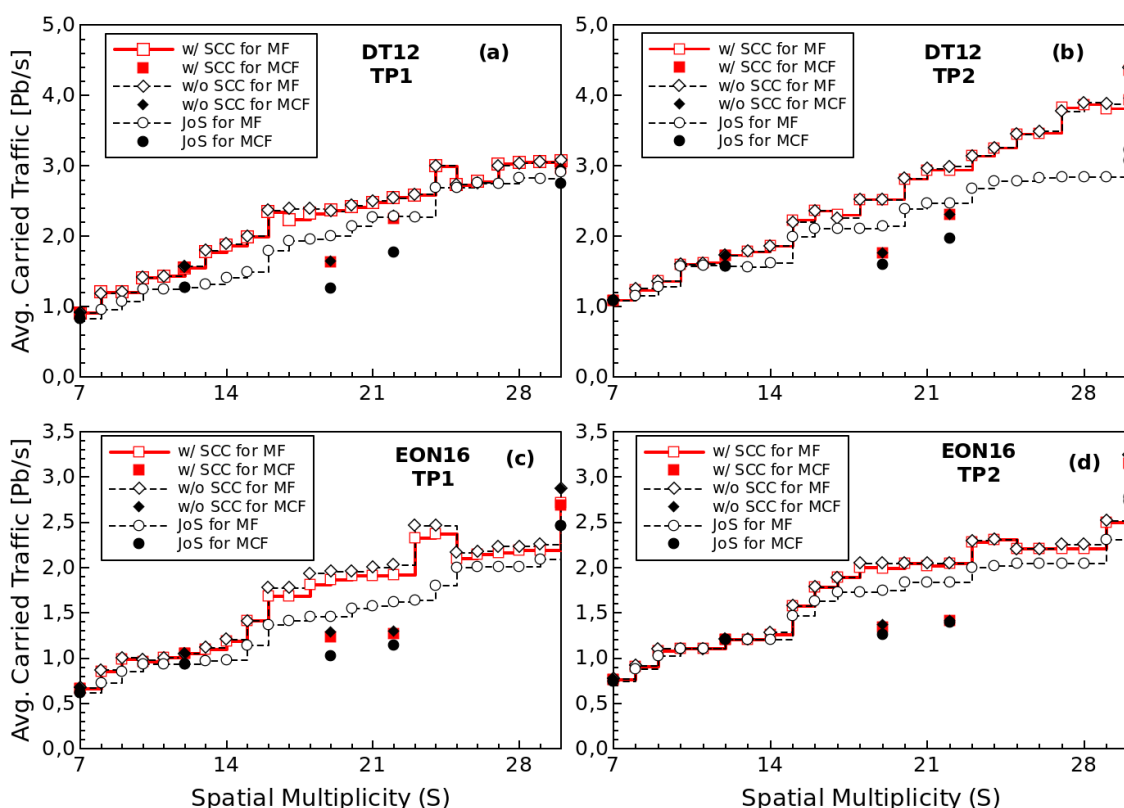 Avg. Carried Traffic [Pb/s]
5,0
4,0
3,0
2,0
1,0
0,0
w/ SCC for MF
w/ SCC for MCF
w/o SCC for MF
w/o SCC for MCF
JoS for MF
JoS for MCF
DT12
TP1
(a)
7
14
21
28
5,0
4,0
3,0
2,0
1,0
0,0
w/ SCC for MF
w/ SCC for MCF
w/o SCC for MF
w/o SCC for MCF
JoS for MF
JoS for MCF
DT12
TP2
(b)
7
14
21
28
Avg. Carried Traffic [Pb/s]
3,5
3,0
2,5
2,0
1,5
1,0
0,5
0,0
w/ SCC for MF
w/ SCC for MCF
w/o SCC for MF
w/o SCC for MCF
JoS for MF
JoS for MCF
EON16
TP1
(c)
7
14
21
28
Spatial Multiplicity (S)
3,5
3,0
2,5
2,0
1,5
1,0
0,5
0,0
w/ SCC for MF
w/ SCC for MCF
w/o SCC for MF
w/o SCC for MCF
JoS for MF
JoS for MCF
EON16
TP2
(d)
7
14
21
28
Spatial Multiplicity (S)